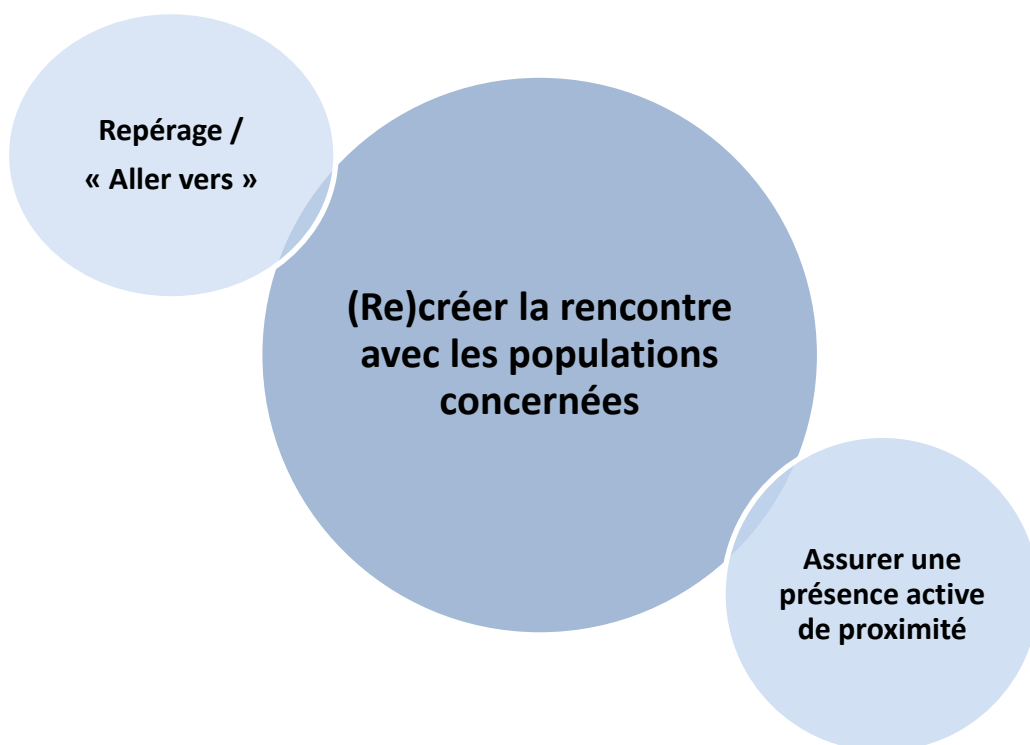 Repérage /
« Aller vers »
(Re)créer la rencontre
avec les populations
concernées
Assurer une
présence active
de proximité